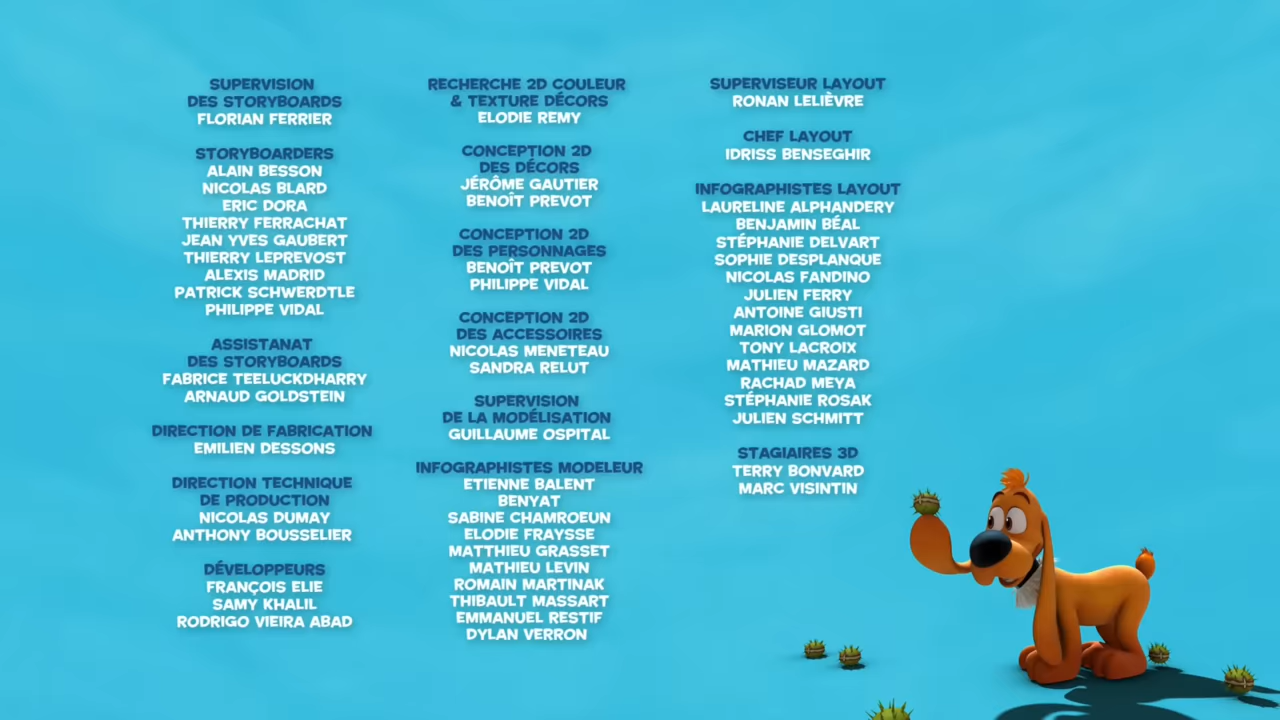 SUPERVISION
DES STORYBOARDS
FLORIAN FERRIER
STORYBOARDERS
ALAIN BESSON
NICOLAS BLARD
ERIC DORA
THIERRY FERRACHAT
JEAN YVES GAUBERT
THIERRY LEPREVOST
ALEXIS MADRID
PATRICK SCHWERDTLE
PHILIPPE VIDAL
ASSISTANAT
DES STORYBOARDS
FABRICE TEELUCKDHARRY
ARNAUD GOLDSTEIN
DIRECTION DE FABRICATION
EMILIEN DESSONS
DIRECTION TECHNIQUE
DE PRODUCTION
NICOLAS DUMAY
ANTHONY BOUSSELIER
DÉVELOPPEURS
FRANÇOIS ELIE
SAMY KHALIL
RODRIGO VIEIRA ABAD
RECHERCHE 2D COULEUR
& TEXTURE DÉCORS
ELODIE REMY
CONCEPTION 2D
DES DÉCORS
JÉRÔME GAUTIER
BENOÎT PREVOT
CONCEPTION 2D
DES PERSONNAGES
BENOÎT PREVOT
PHILIPPE VIDAL
CONCEPTION 2D
DES ACCESSOIRES
NICOLAS MENETEAU
SANDRA RELUT
SUPERVISION
DE LA MODÉLISATION
GUILLAUME OSPITAL
INFOGRAPHISTES MODELEUR
ETIENNE BALENT
BENYAT
SABINE CHAMROEUN
ELODIE FRAYSSE
MATTHIEU GRASSET
MATHIEU LEVIN
ROMAIN MARTINAK
THIBAULT MASSART
EMMANUEL RESTIF
DYLAN VERRON
SUPERVISEUR LAYOUT
RONAN LELIÈVRE
CHEF LAYOUT
IDRISS BENSEGHIR
INFOGRAPHISTES LAYOUT
LAURELINE ALPHANDERY
BENJAMIN BÉAL
STÉPHANIE DELVART
SOPHIE DESPLANQUE
NICOLAS FANDINO
JULIEN FERRY
ANTOINE GIUSTI
MARION GLOMOT
TONY LACROIX
MATHIEU MAZARD
RACHAD MEYA
STÉPHANIE ROSAK
JULIEN SCHMITT
STAGIAIRES 3D
TERRY BONVARD
MARC VISINTIN